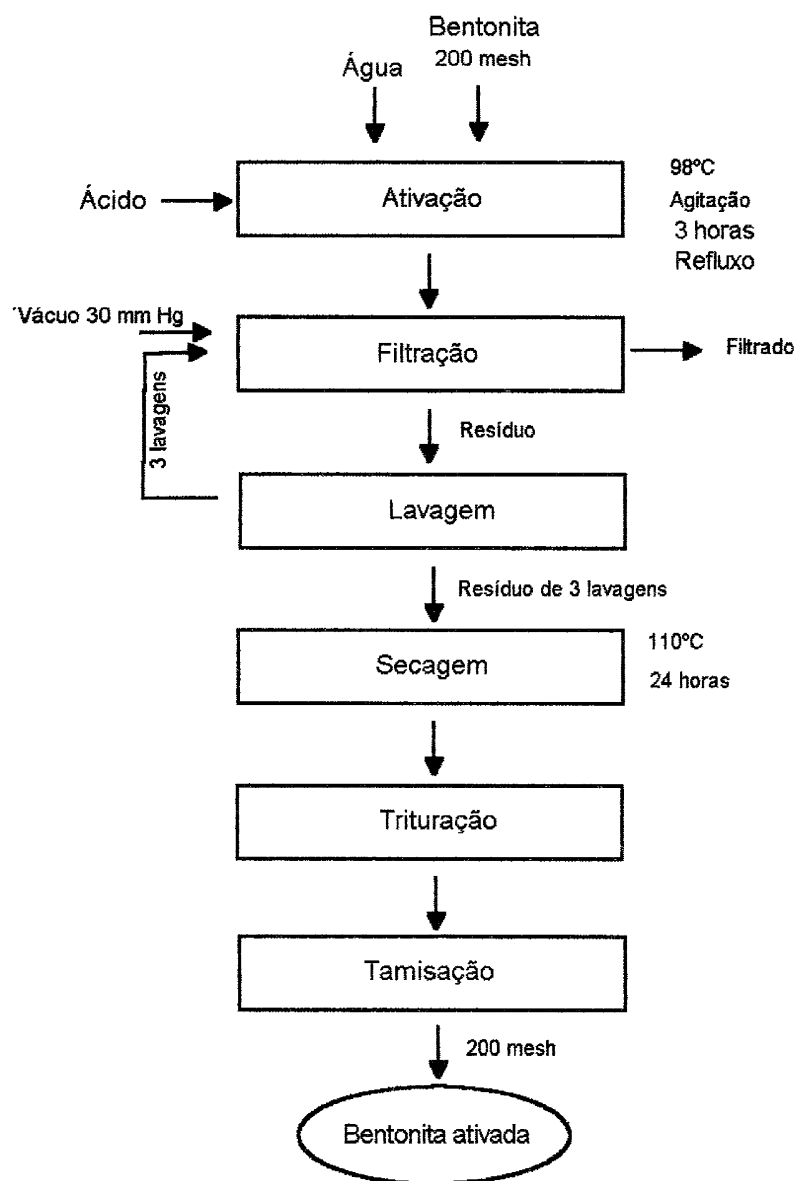 Bentonita
200 mesh
Água
Ácido
Ativação
98ºC
Agitação
3 horas
Refluxo
Vácuo 30 mm Hg
Filtração
Filtrado
3 lavagens
Resíduo
Lavagem
Resíduo de 3 lavagens
Secagem
110ºC
24 horas
Trituração
Tamisação
200 mesh
Bentonita ativada